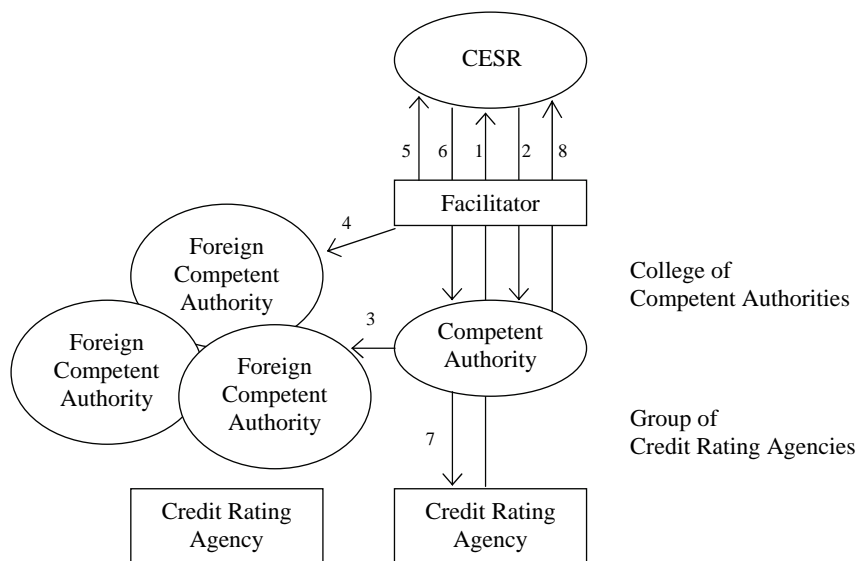 CESR
5 6 1 2 8
Facilitator
4
Foreign
Competent
Authority
College of
Competent Authorities
3
Competent
Authority
Foreign
Competent
Authority
Foreign
Competent
Authority
Group of
Credit Rating Agencies
7
Credit Rating
Agency
Credit Rating
Agency